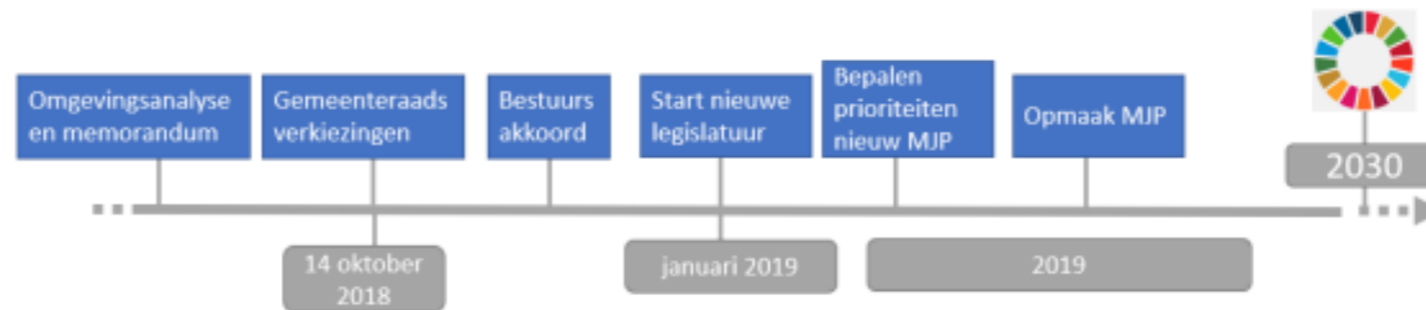 Omgevingsanalyse
en memorandum
Gemeenteraads
verkiezingen
Bestuurs
akkoord
Start nieuwe
legislatuur
Bepalen
prioriteiten
nieuw MJP
Opmaak MJP
2030
14 oktober
2018
januari 2019
2019